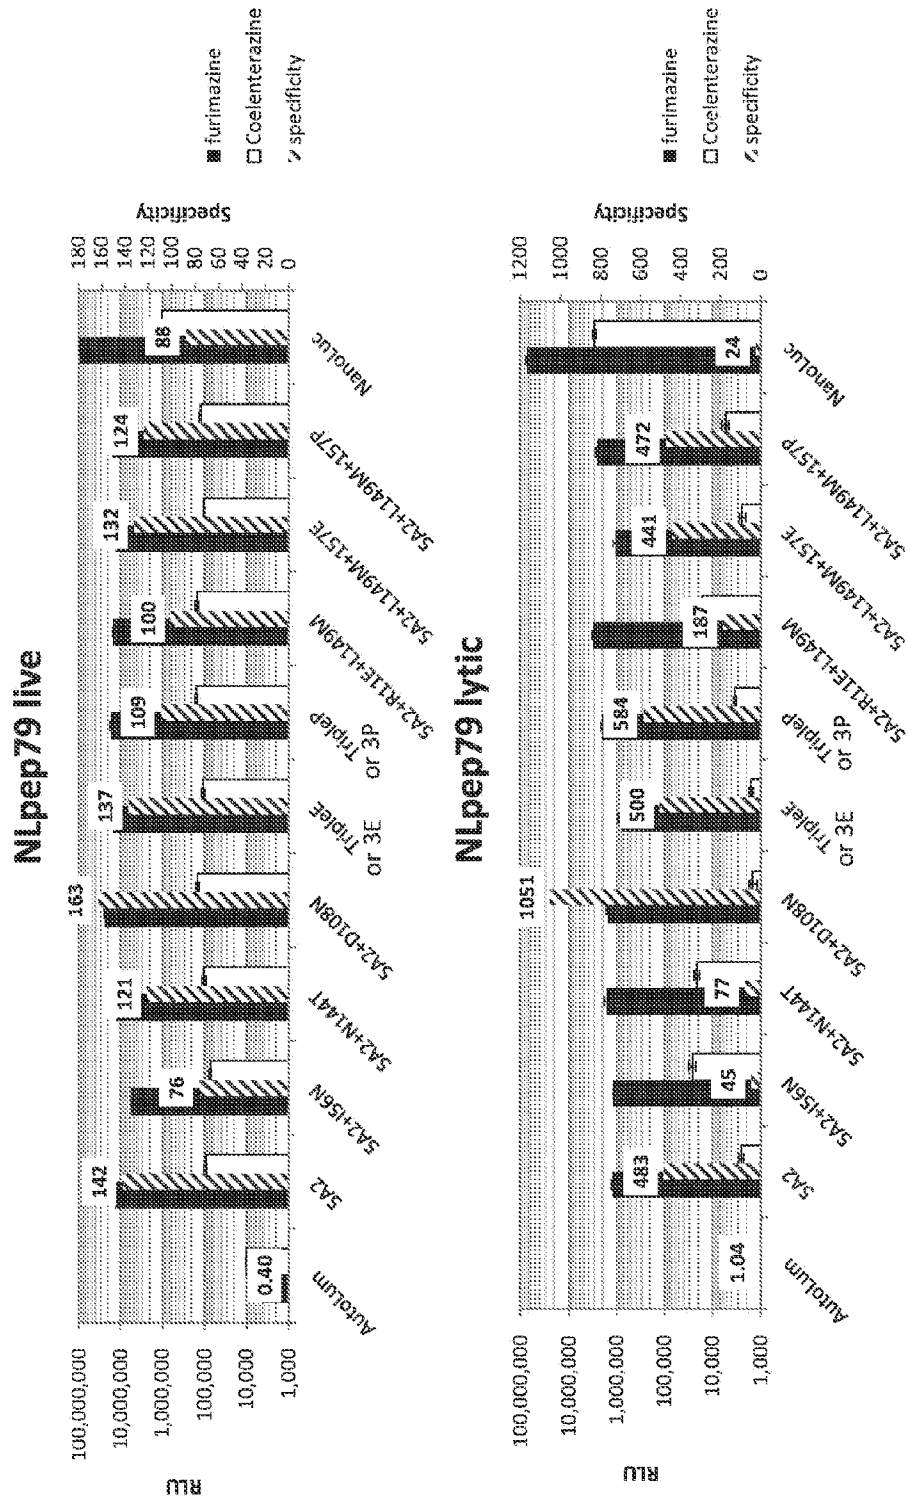 NLpep79 live
RLU
100,000,000
10,000,000
1,000,000
100,000
10,000
1,000
0.40
142
76
121
163
137
109
100
132
124
88
180
160
140
120
100
80
60
40
20
0
Specificity
AutoLum
5A2
5A2+I56N
5A2+N144T
5A2+D108N
TripleE
or 3E
TripleP
or 3P
5A2+R11E+L149M
5A2+L149M+157E
5A2+L149M+157P
NanoLuc
furimazine
Coelenterazine
specificity
NLpep79 lytic
RLU
100,000,000
10,000,000
1,000,000
100,000
10,000
1,000
1.04
483
45
77
1051
500
584
187
441
472
24
1200
1000
800
600
400
200
0
Specificity
AutoLum
5A2
5A2+I56N
5A2+N144T
5A2+D108N
TripleE
or 3E
TripleP
or 3P
5A2+R11E+L149M
5A2+L149M+157E
5A2+L149M+157P
NanoLuc
furimazine
Coelenterazine
specificity